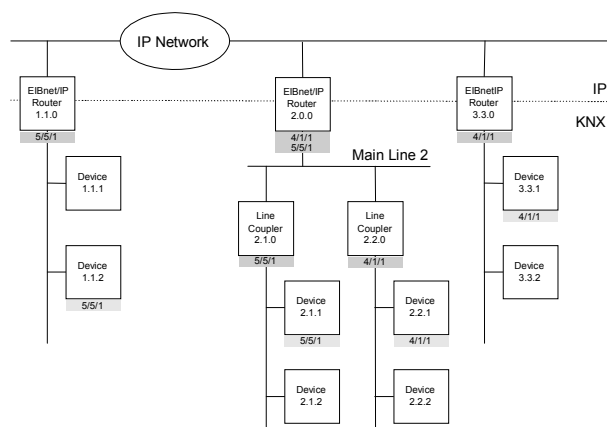 IP Network
EIBnet/IP
Router
1.1.0
5/5/1
EIBnet/IP
Router
2.0.0
4/1/1
5/5/1
EIBnetIP
Router
3.3.0
4/1/1
IP
KNX
Main Line 2
Device
1.1.1
Device
1.1.2
5/5/1
Line
Coupler
2.1.0
5/5/1
Line
Coupler
2.2.0
4/1/1
Device
2.1.1
5/5/1
Device
2.1.2
Device
2.2.1
4/1/1
Device
2.2.2
Device
3.3.1
4/1/1
Device
3.3.2